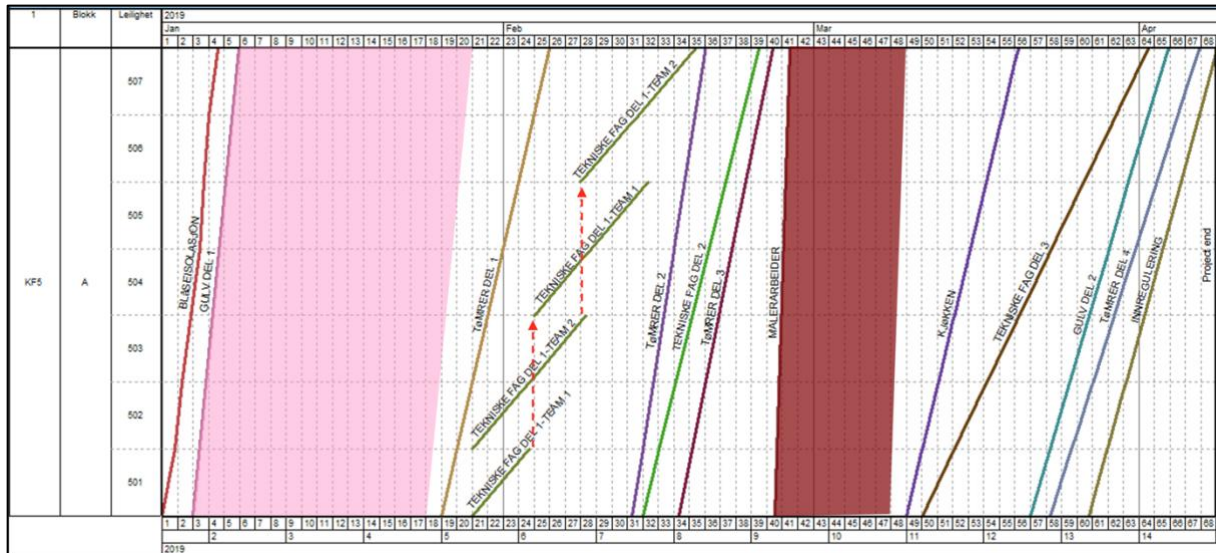 1 Blokk Leilighet 2019
Jan Feb Mar Apr
1 2 3 4 5 6 7 8 9 10 11 12 13 14 15 16 17 18 19 20 21 22 23 24 25 26 27 28 29 30 31 32 33 34 35 36 37 38 39 40 41 42 43 44 45 46 47 48 49 50 51 52 53 54 55 56 57 58 59 60 61 62 63 64 65 66 67 68
507
506
505
504
503
502
501
KF5 A
BLÅSEISOLASJON
GULV DEL 1
TØMRER DEL 1
TEKNISKE FAG DEL 1-TEAM 1
TEKNISKE FAG DEL 1-TEAM 2
TEKNISKE FAG DEL 1-TEAM 1
TEKNISKE FAG DEL 1-TEAM 2
TØMRER DEL 2
TEKNISKE FAG DEL 2
TØMRER DEL 3
MALERARBEIDER
KJØKKEN
TEKNISKE FAG DEL 3
GULV DEL 2
TØMRER DEL 4
INNREGULERING
Project end
1 2 3 4 5 6 7 8 9 10 11 12 13 14 15 16 17 18 19 20 21 22 23 24 25 26 27 28 29 30 31 32 33 34 35 36 37 38 39 40 41 42 43 44 45 46 47 48 49 50 51 52 53 54 55 56 57 58 59 60 61 62 63 64 65 66 67 68
2 3 4 5 6 7 8 9 10 11 12 13 14
2019